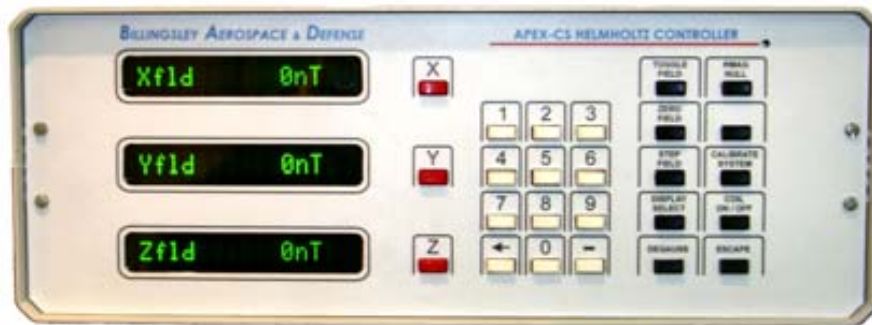 BILLINGSLEY AEROSPACE & DEFENSE
APEX-CS HELMHOLTZ CONTROLLER
Xfld 0nT
X
TOGGLE FIELD
RMAG NULL
1 2 3
ZERO FIELD
Yfld 0nT
Y
4 5 6
STEP FIELD
CALIBRATE SYSTEM
7 8 9
DISPLAY SELECT
COIL ON / OFF
Zfld 0nT
Z
← 0 -
DEGAUSS
ESCAPE